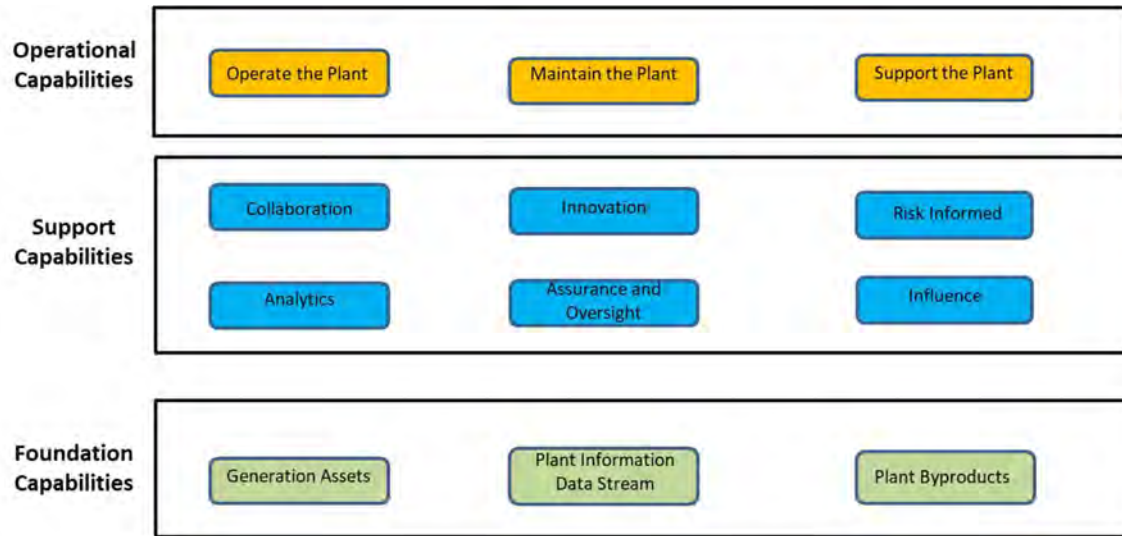 Operational
Capabilities
Operate the Plant
Maintain the Plant
Support the Plant
Support
Capabilities
Collaboration
Innovation
Risk Informed
Analytics
Assurance and
Oversight
Influence
Foundation
Capabilities
Generation Assets
Plant Information
Data Stream
Plant Byproducts